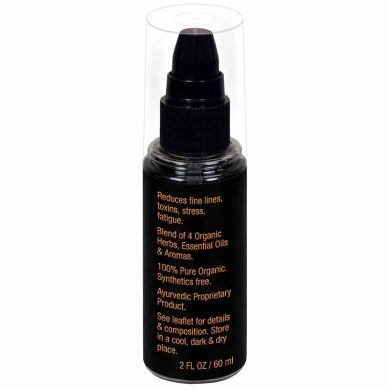 Reduces fine lines,
toxins, stress,
fatigue.
Blend of 4 Organic
Herbs, Essential Oils
& Aromas.
100% Pure Organic.
Synthetics free.
Ayurvedic Proprietary
Product.
See leaflet for details
& composition. Store
in a cool, dark & dry
place.
2 FL OZ/ 60 ml